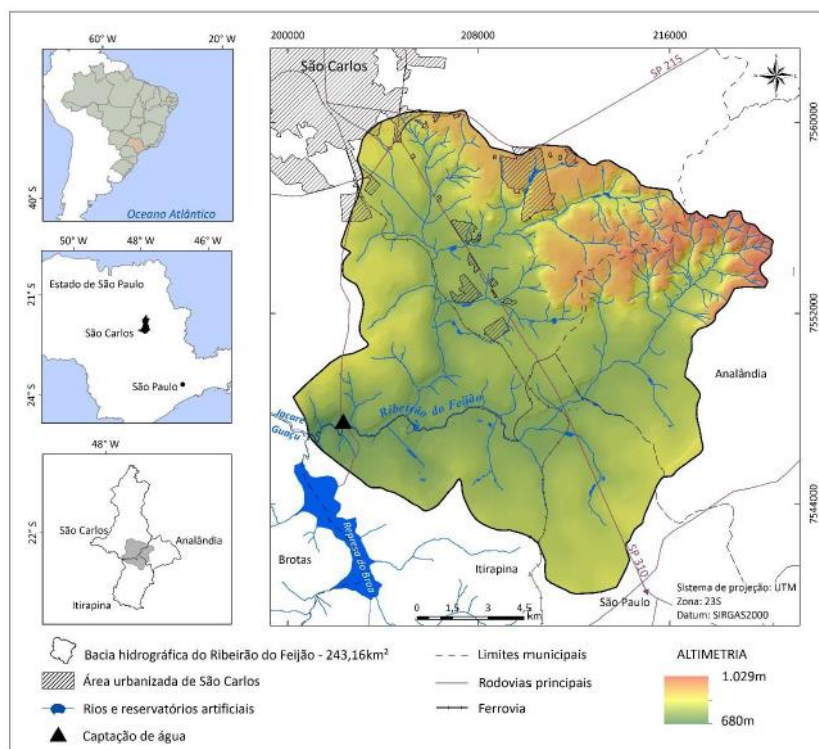 60° W
20° W
40° S
Oceano Atlântico
50° W
48° W
46° W
21° S
24° S
Estado de São Paulo
São Carlos
São Paulo
48° W
22° S
São Carlos
Analândia
Itirapina
200000
208000
216000
7560000
7552000
7544000
São Carlos
SP 215
Analândia
Ribeirão do Feijão
Jacaré
Guaçu
Represa do Broa
Brotas
Itirapina
SP 310
São Paulo
Sistema de projeção: UTM
Zona: 23S
Datum: SIRGAS2000
0 1,5 3 4,5
km
Bacia hidrográfica do Ribeirão do Feijão - 243,16km²
Área urbanizada de São Carlos
Rios e reservatórios artificiais
Captação de água
Limites municipais
Rodovias principais
Ferrovia
ALTIMETRIA
1.029m
680m